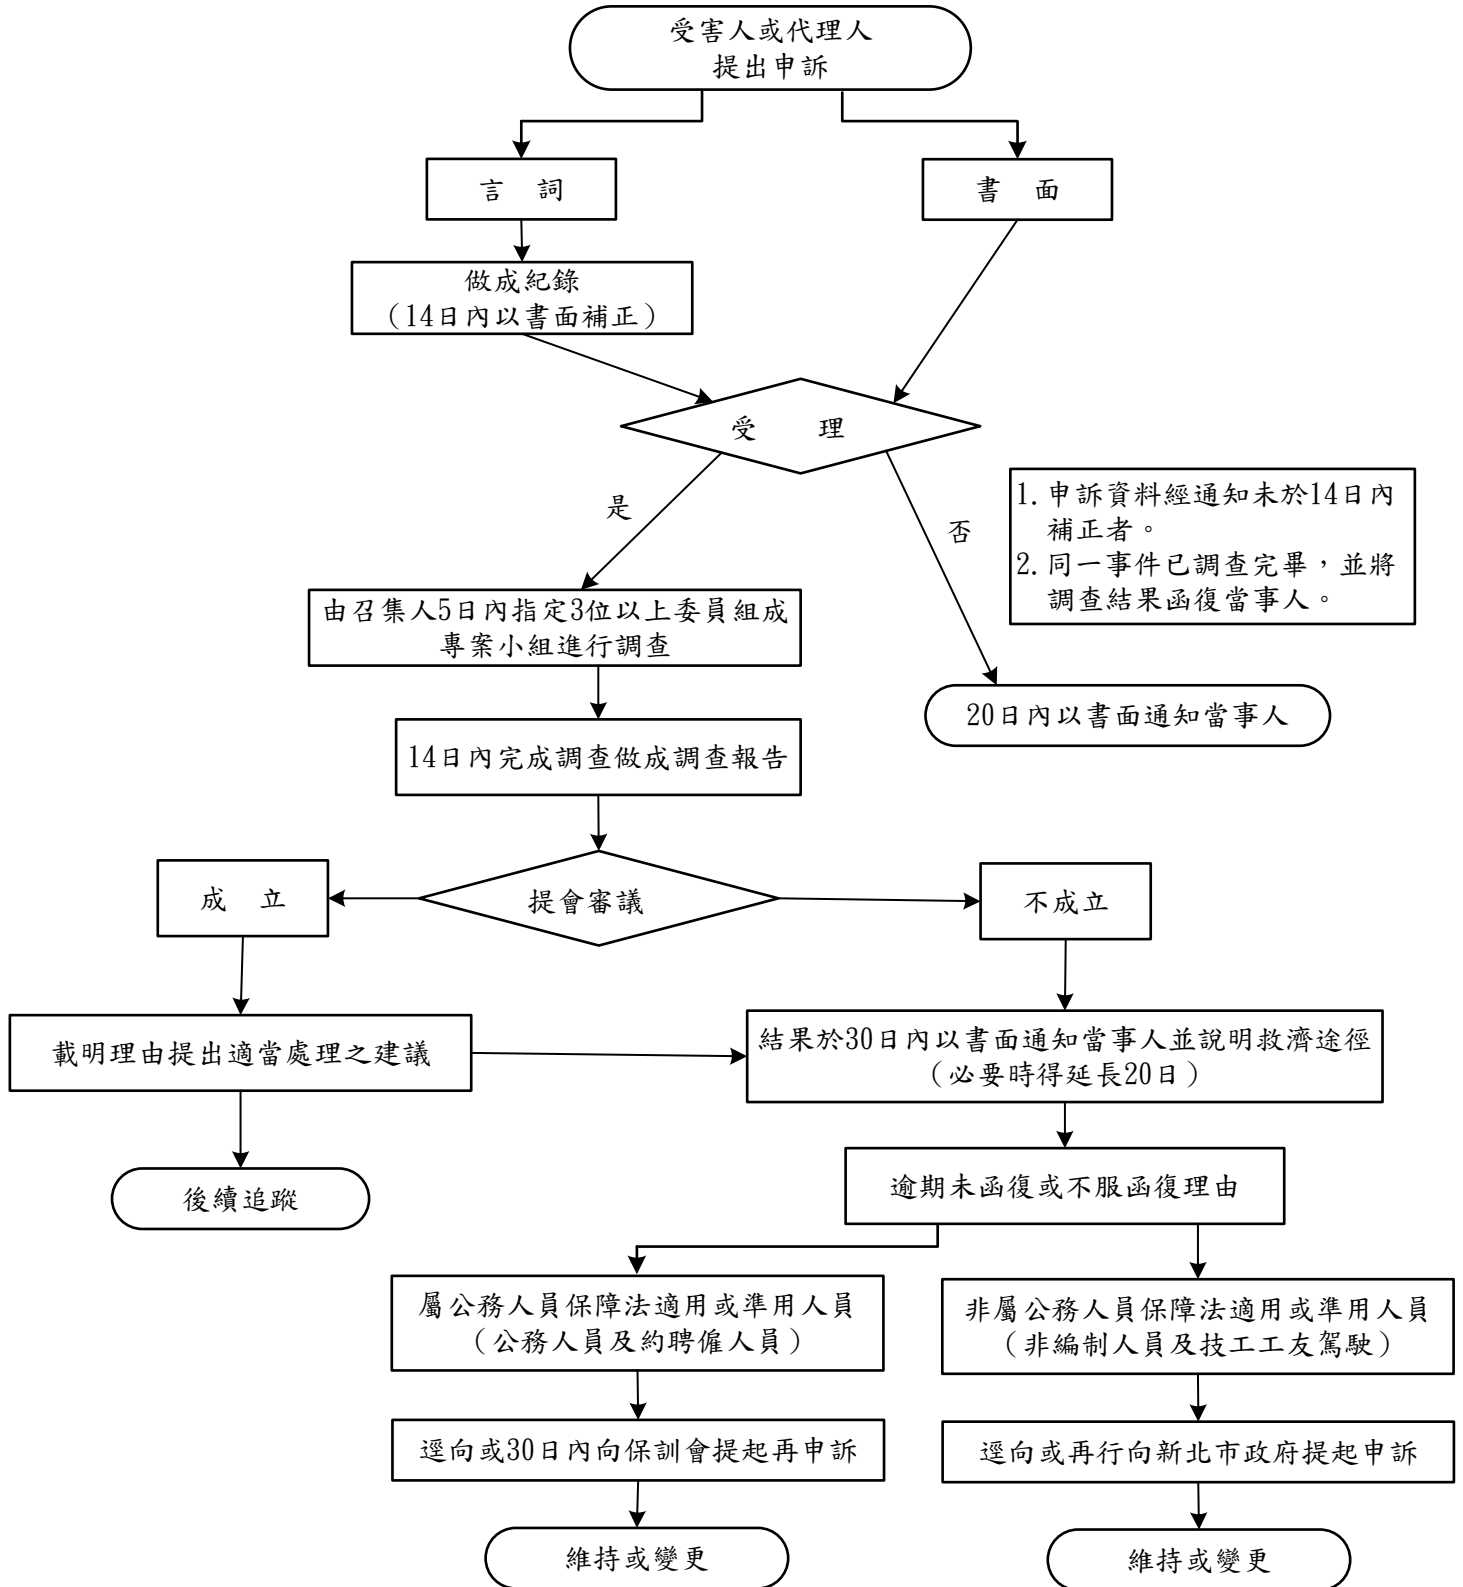 受害人或代理人
提出申訴
言 詞
書 面
做成紀錄
（14日內以書面補正）
受 理
是
否
1. 申訴資料經通知未於14日內
補正者。
2. 同一事件已調查完畢，並將
調查結果函復當事人。
由召集人5日內指定3位以上委員組成
專案小組進行調查
20日內以書面通知當事人
14日內完成調查做成調查報告
成 立
提會審議
不成立
載明理由提出適當處理之建議
結果於30日內以書面通知當事人並說明救濟途徑
（必要時得延長20日）
後續追蹤
逾期未函復或不服函復理由
屬公務人員保障法適用或準用人員
（公務人員及約聘僱人員）
非屬公務人員保障法適用或準用人員
（非編制人員及技工工友駕駛）
逕向或30日內向保訓會提起再申訴
逕向或再行向新北市政府提起申訴
維持或變更
維持或變更